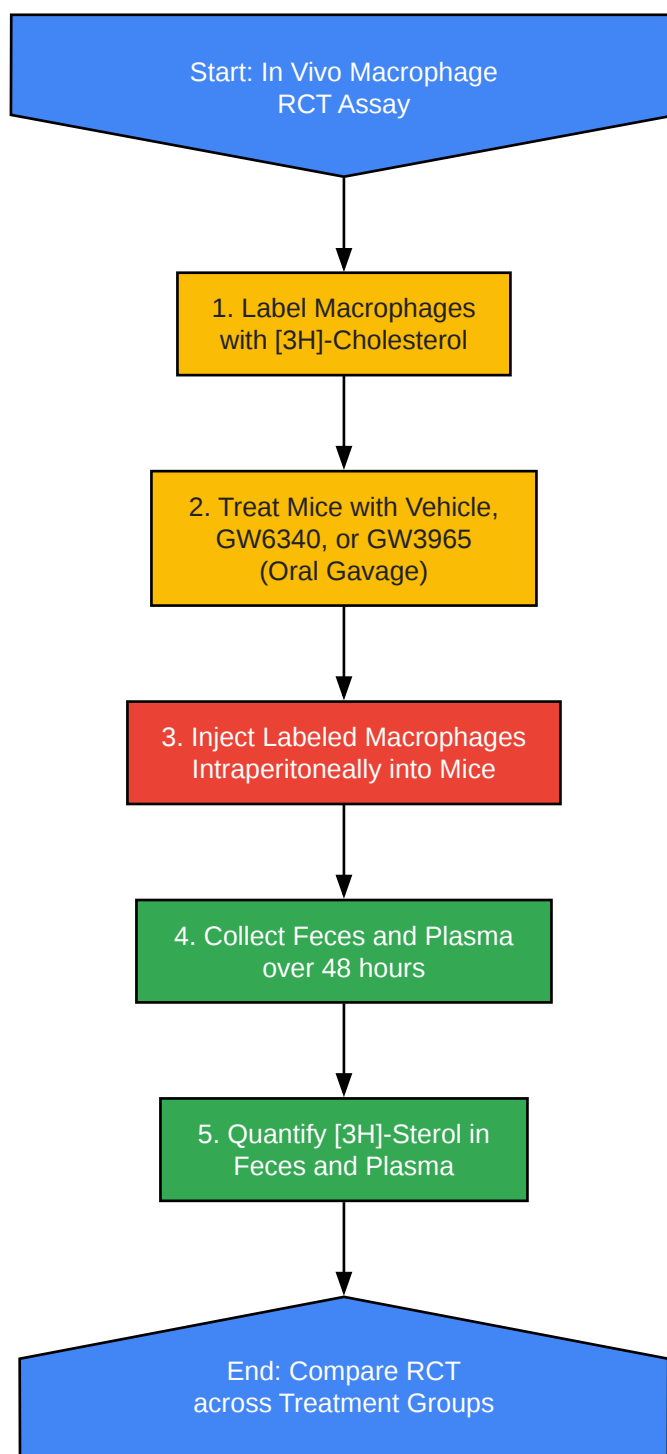 Start: In Vivo Macrophage
RCT Assay
1. Label Macrophages
with [3H]-Cholesterol
2. Treat Mice with Vehicle,
GW6340, or GW3965
(Oral Gavage)
3. Inject Labeled Macrophages
Intraperitoneally into Mice
4. Collect Feces and Plasma
over 48 hours
5. Quantify [3H]-Sterol in
Feces and Plasma
End: Compare RCT
across Treatment Groups